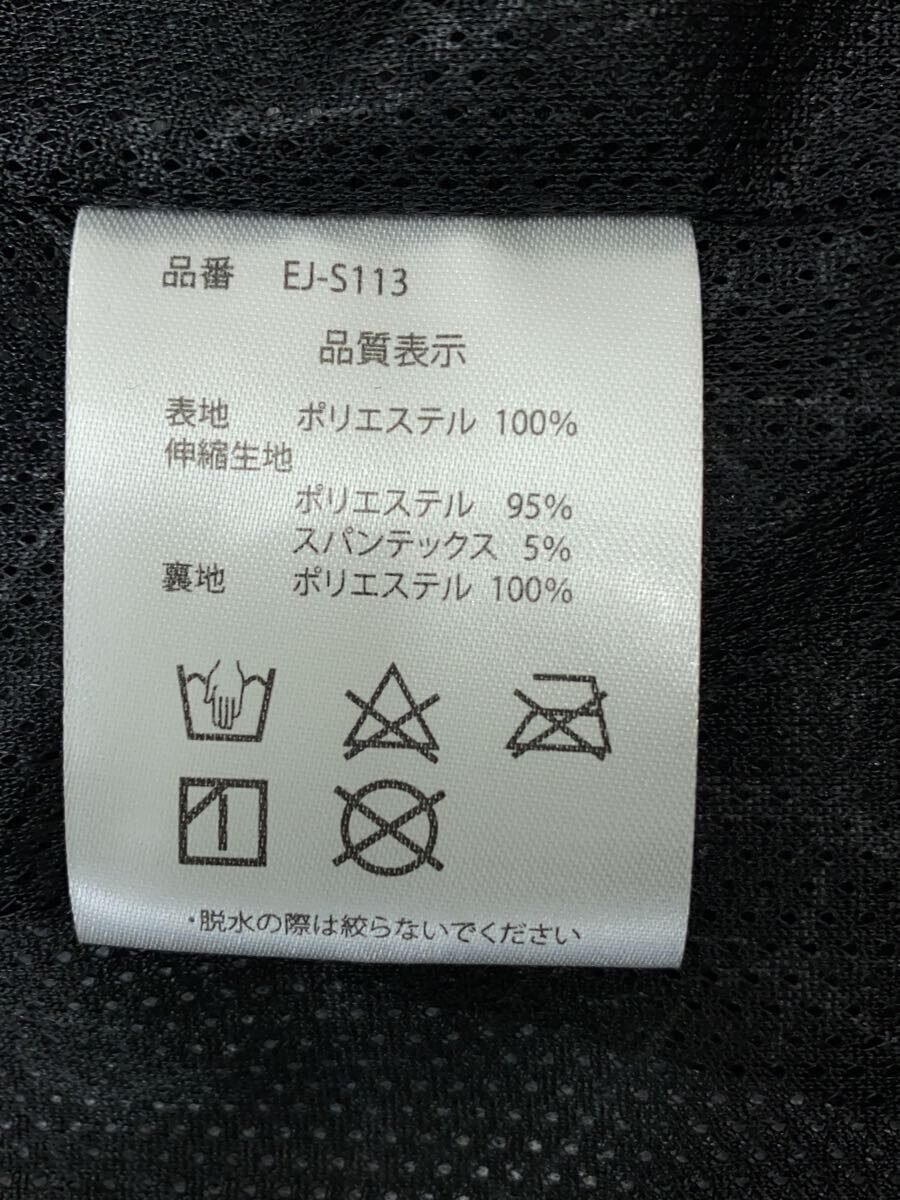 品番 EJ-S113
品質表示
表地 ポリエステル 100%
伸縮生地
ポリエステル 95%
スパンテックス 5%
裏地 ポリエステル 100%
・脱水の際は絞らないでください